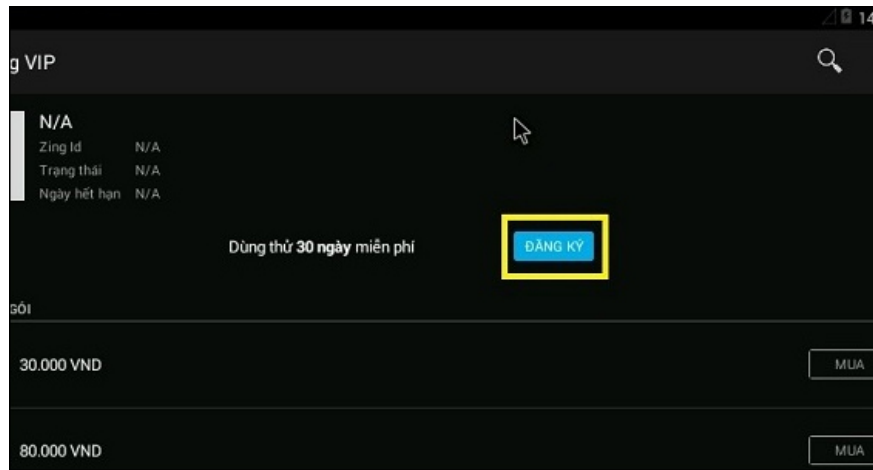 14
g VIP
N/A
Zing Id N/A
Trạng thái N/A
Ngày hết hạn N/A
Dùng thử 30 ngày miễn phí ĐĂNG KÝ
GÓI
30.000 VND MUA
80.000 VND MUA